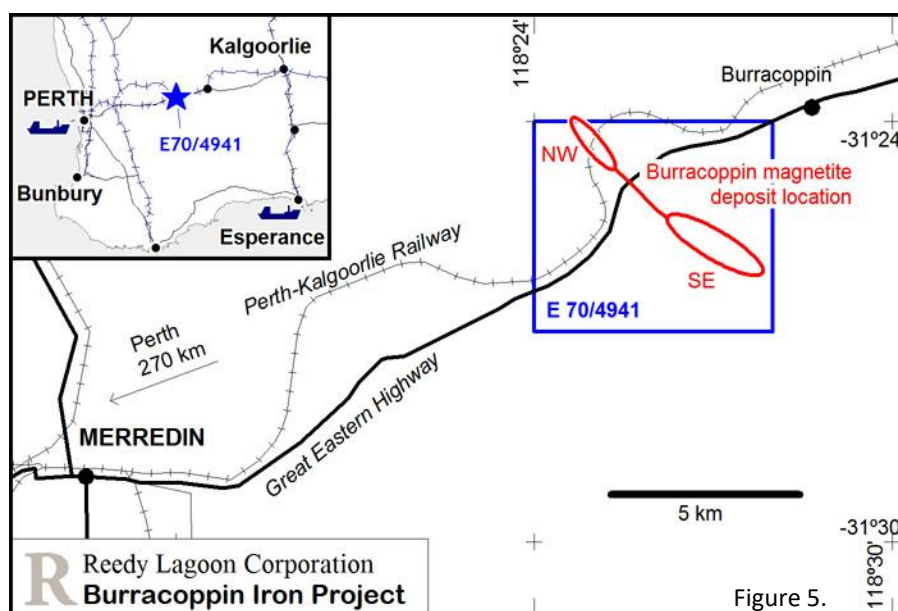 Kalgoorlie
PERTH
E70/4941
Bunbury
Esperance
118º24'
Burracoppin
-31º24
NW
Burracoppin magnetite
deposit location
SE
E 70/4941
Perth-Kalgoorlie Railway
Perth
270 km
Great Eastern Highway
MERREDIN
5 km
-31º30
118º30'
R Reedy Lagoon Corporation
Burracoppin Iron Project
Figure 5.